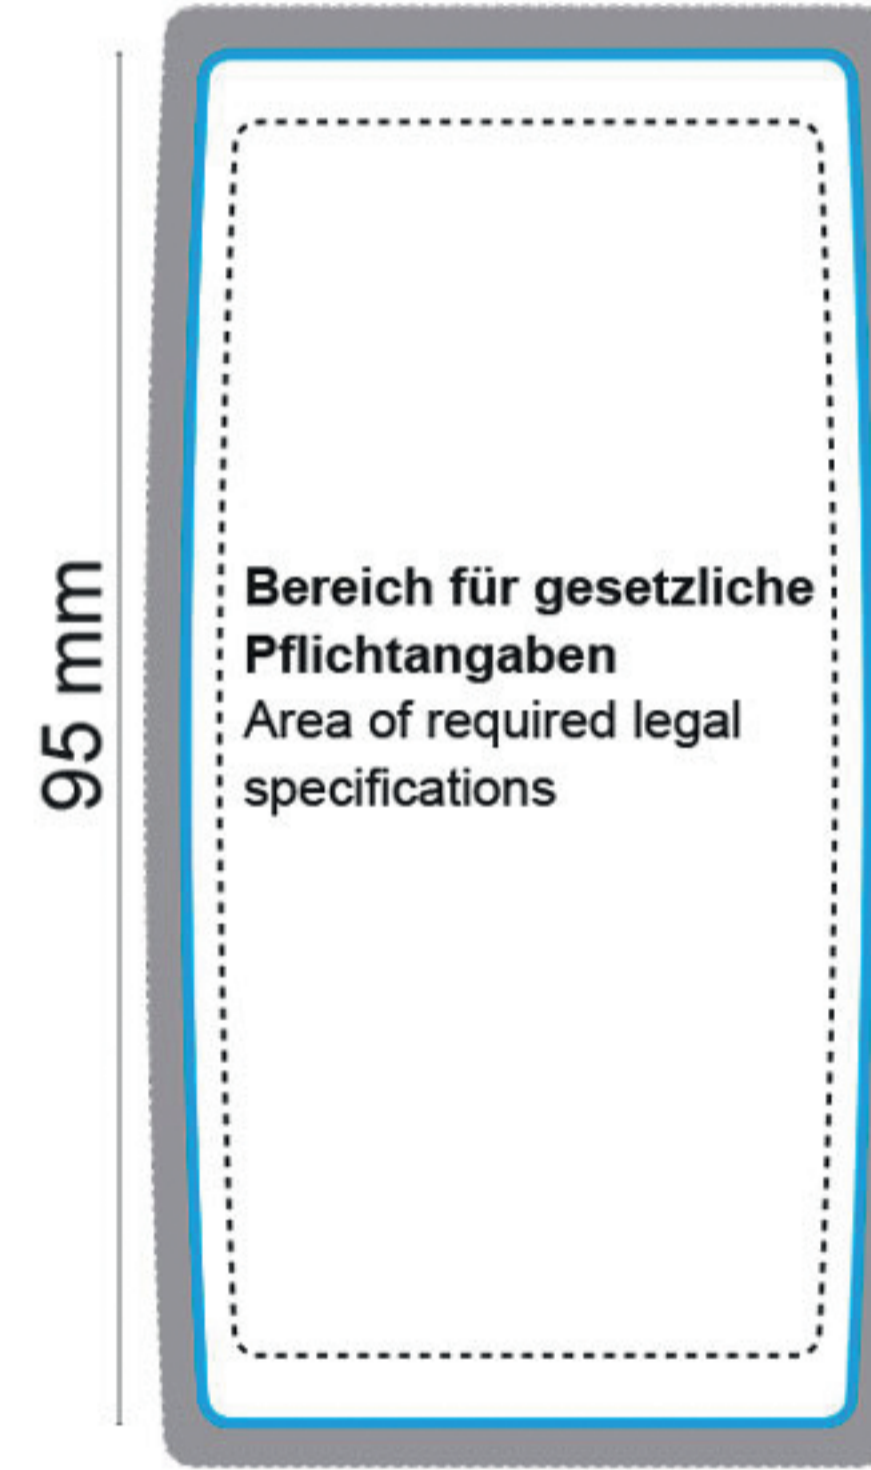 95 mm
Bereich für gesetzliche
Pflichtangaben
Area of required legal
specifications